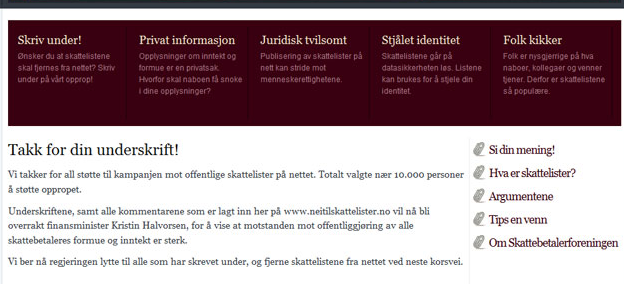 Skriv under!
Ønsker du at skattelistene
skal fjernes fra nettet? Skriv
under på vårt opprop!
Privat informasjon
Opplysninger om inntekt og
formue er en privatsak.
Hvorfor skal naboen få snoke
i dine opplysninger?
Juridisk tvilsomt
Publisering av skattelister på
nett kan stride mot
menneskerettighetene.
Stjålet identitet
Skattelistene går på
datasikkerheten løs. Listene
kan brukes for å stjele din
identitet.
Folk kikker
Folk er nysgjerrige på hva
naboer, kollegaer og venner
tjener. Derfor er skattelistene
så populære.
Takk for din underskrift!
Vi takker for all støtte til kampanjen mot offentlige skattelister på nettet. Totalt valgte nær 10.000 personer
å støtte oppropet.
Underskriftene, samt alle kommentarene som er lagt inn her på www.neitilskattelister.no vil nå bli
overrakt finansminister Kristin Halvorsen, for å vise at motstanden mot offentliggjøring av alle
skattebetaleres formue og inntekt er sterk.
Vi ber nå regjeringen lytte til alle som har skrevet under, og fjerne skattelistene fra nettet ved neste korsvei.
Si din mening!
Hva er skattelister?
Argumentene
Tips en venn
Om Skattebetalerforeningen